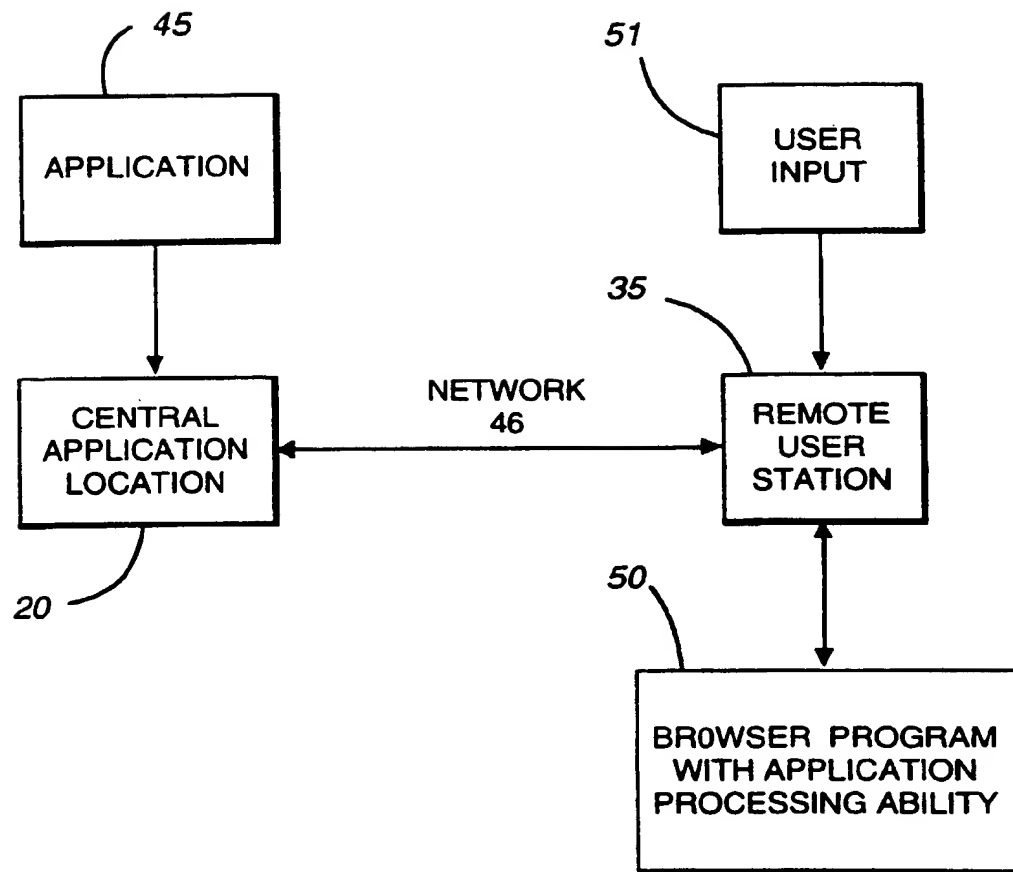 45
APPLICATION
51
USER
INPUT
CENTRAL
APPLICATION
LOCATION
20
NETWORK
46
35
REMOTE
USER
STATION
50
BR0WSER PROGRAM
WITH APPLICATION
PROCESSING ABILITY